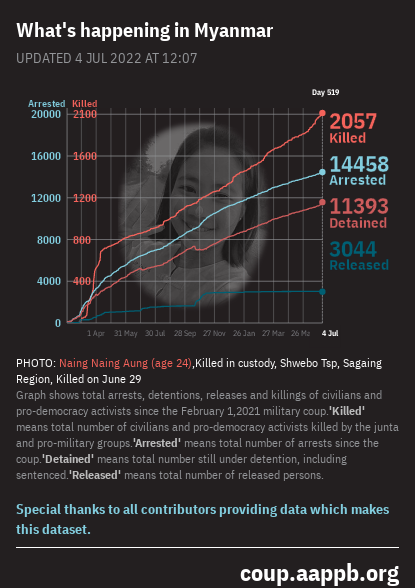 What's happening in Myanmar
UPDATED 4 JUL 2022 AT 12:07
Day 519
Arrested Killed
20000 2100
2057
Killed
16000 1600
14458
Arrested
12000 1200
11393
Detained
8000 800
3044
Released
4000 400
0
1 Apr 31 May 30 Jul 28 Sep 27 Nov 26 Jan 27 Mar 26 Ma 4 Jul
PHOTO: Naing Naing Aung (age 24),Killed in custody, Shwebo Tsp, Sagaing
Region, Killed on June 29
Graph shows total arrests, detentions, releases and killings of civilians and
pro-democracy activists since the February 1,2021 military coup.'Killed'
means total number of civilians and pro-democracy activists killed by the junta
and pro-military groups.'Arrested' means total number of arrests since the
coup.'Detained' means total number still under detention, including
sentenced.'Released' means total number of released persons.
Special thanks to all contributors providing data which makes
this dataset.
coup.aappb.org